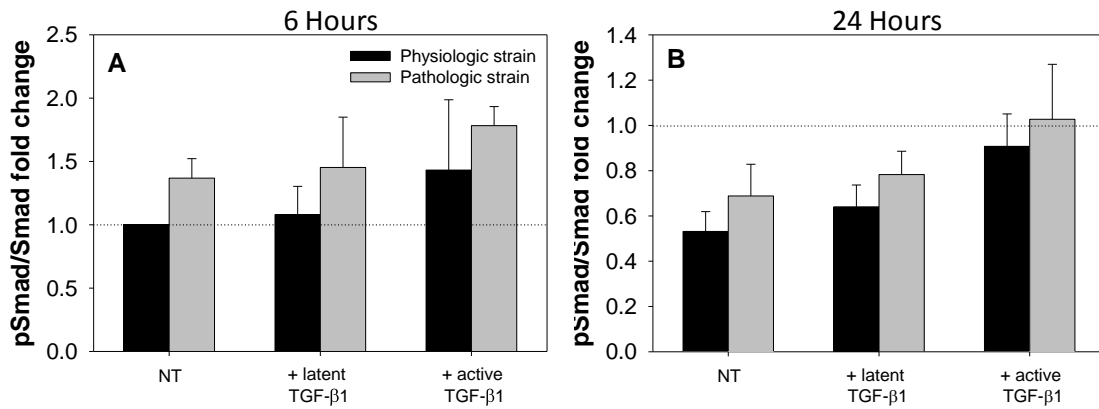 6 Hours
A
Physiologic strain
Pathologic strain
pSmad/Smad fold change
2.5
2.0
1.5
1.0
0.5
0.0
NT
+ latent
TGF-β1
+ active
TGF-β1
24 Hours
B
pSmad/Smad fold change
1.4
1.2
1.0
0.8
0.6
0.4
0.2
0.0
NT
+ latent
TGF-β1
+ active
TGF-β1